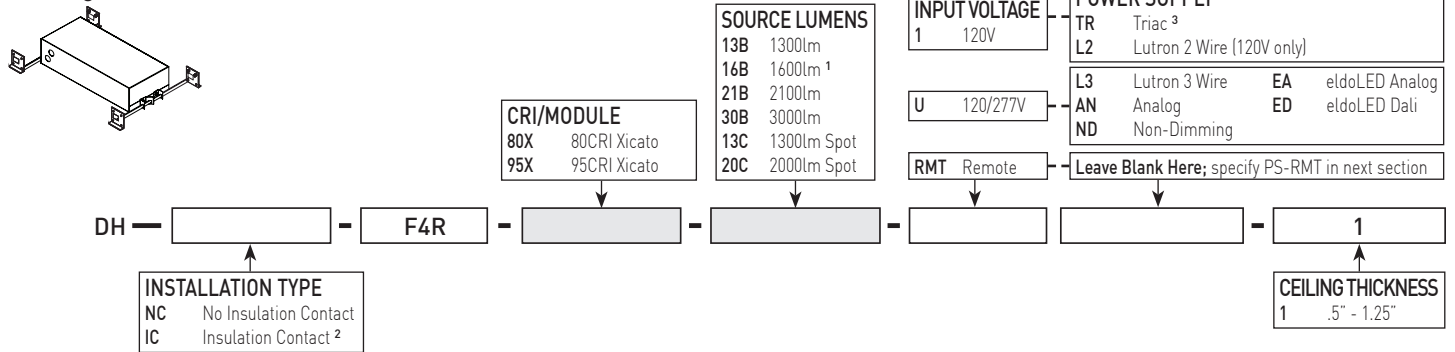 SOURCE LUMENS
13B 1300lm
16B 1600lm ¹
21B 2100lm
30B 3000lm
13C 1300lm Spot
20C 2000lm Spot
INPUT VOLTAGE
1 120V
POWER SUPPLY
TR Triac ³
L2 Lutron 2 Wire (120V only)
U 120/277V
L3 Lutron 3 Wire EA eldoLED Analog
AN Analog ED eldoLED Dali
ND Non-Dimming
CRI/MODULE
80X 80CRI Xicato
95X 95CRI Xicato
RMT Remote
Leave Blank Here; specify PS-RMT in next section
DH — - F4R - - - - 1
INSTALLATION TYPE
NC No Insulation Contact
IC Insulation Contact ²
CEILING THICKNESS
1 .5" - 1.25"